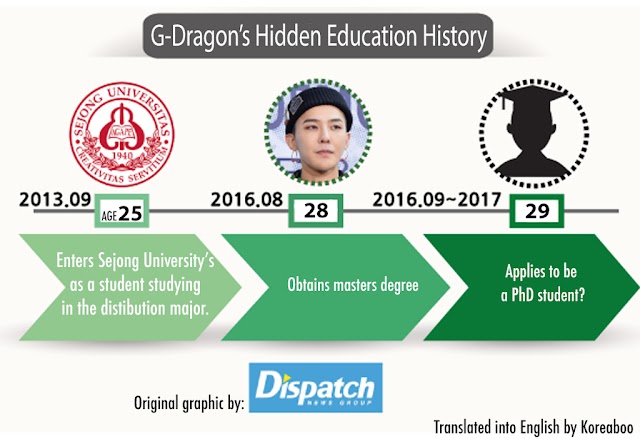 G-Dragon's Hidden Education History
SEJONG UNIVERSITAS
AGAPE
1940
CREATIVITAS SERVITIUM
2013.09
AGE 25
2016.08
28
2016.09~2017
29
Enters Sejong University's
as a student studying
in the distibution major.
Obtains masters degree
Applies to be
a PhD student?
Original graphic by:
Dispatch
NEWS GROUP
Translated into English by Koreaboo